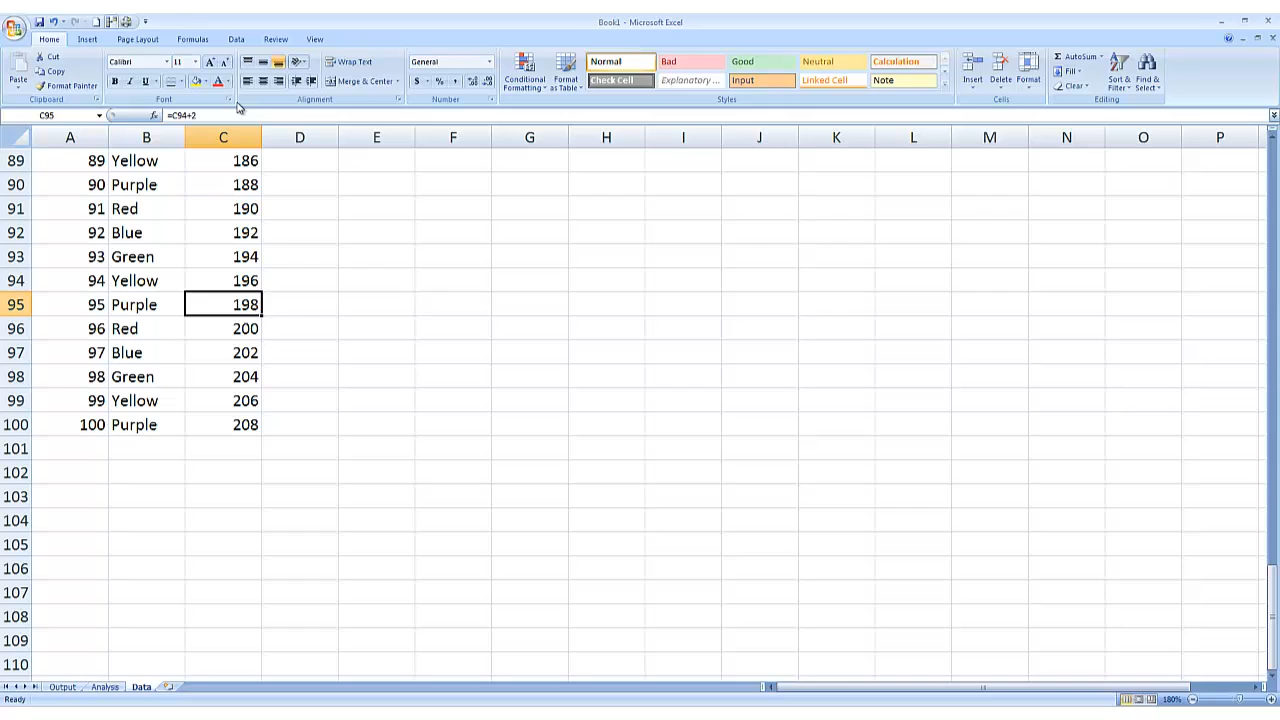 Book1 - Microsoft Excel
Home Insert Page Layout Formulas Data Review View
Paste Cut Calibri 11 Wrap Text General Conditional Formatting Format as Table Normal Bad Good Neutral Calculation Insert Delete Format AutoSum Sort & Filter Find & Select
Copy Fill
Format Painter B I U A Merge & Center $ % , Check Cell Explanatory ... Input Linked Cell Note Clear
Clipboard Font Alignment Number Styles Cells Editing
C95 fx =C94+2
A B C D E F G H I J K L M N O P
89 89 Yellow 186
90 90 Purple 188
91 91 Red 190
92 92 Blue 192
93 93 Green 194
94 94 Yellow 196
95 95 Purple 198
96 96 Red 200
97 97 Blue 202
98 98 Green 204
99 99 Yellow 206
100 100 Purple 208
101
102
103
104
105
106
107
108
109
110
Output Analysis Data
Ready 180%